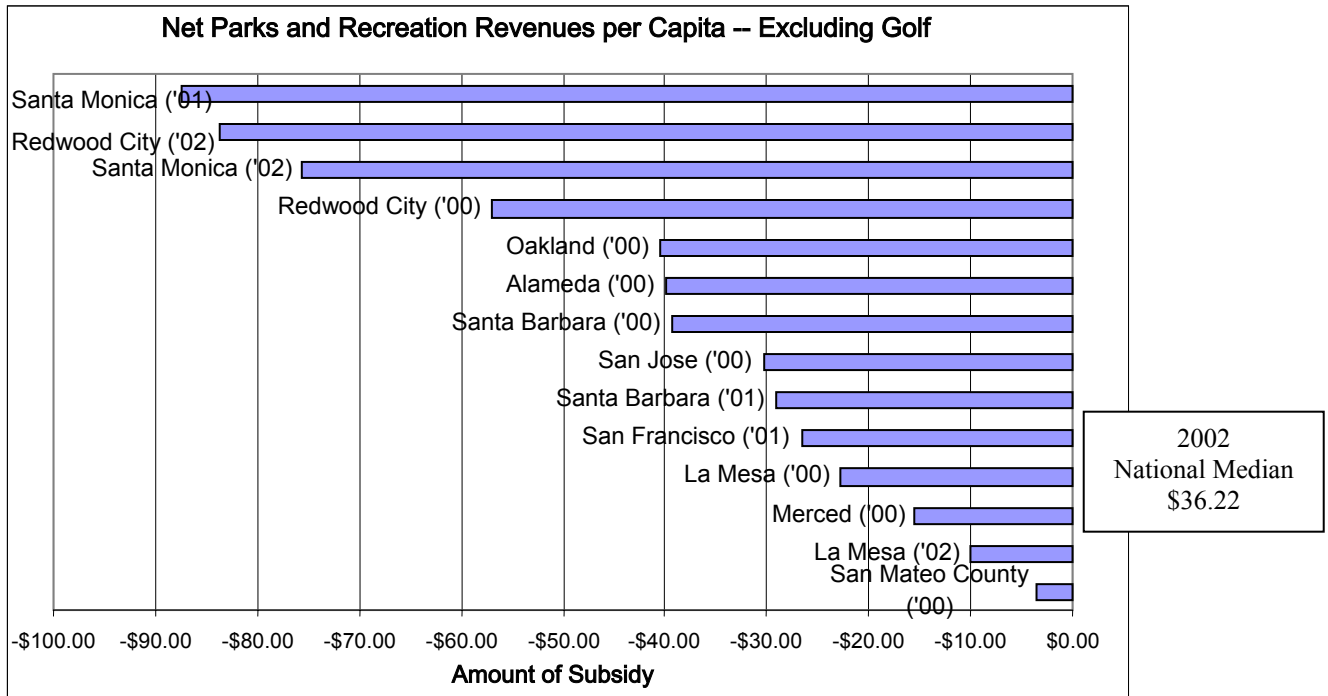 Net Parks and Recreation Revenues per Capita -- Excluding Golf
Santa Monica ('01)
Redwood City ('02)
Santa Monica ('02)
Redwood City ('00)
Oakland ('00)
Alameda ('00)
Santa Barbara ('00)
San Jose ('00)
Santa Barbara ('01)
San Francisco ('01)
La Mesa ('00)
Merced ('00)
La Mesa ('02)
San Mateo County
('00)
2002
National Median
$36.22
-$100.00 -$90.00 -$80.00 -$70.00 -$60.00 -$50.00 -$40.00 -$30.00 -$20.00 -$10.00 $0.00
Amount of Subsidy